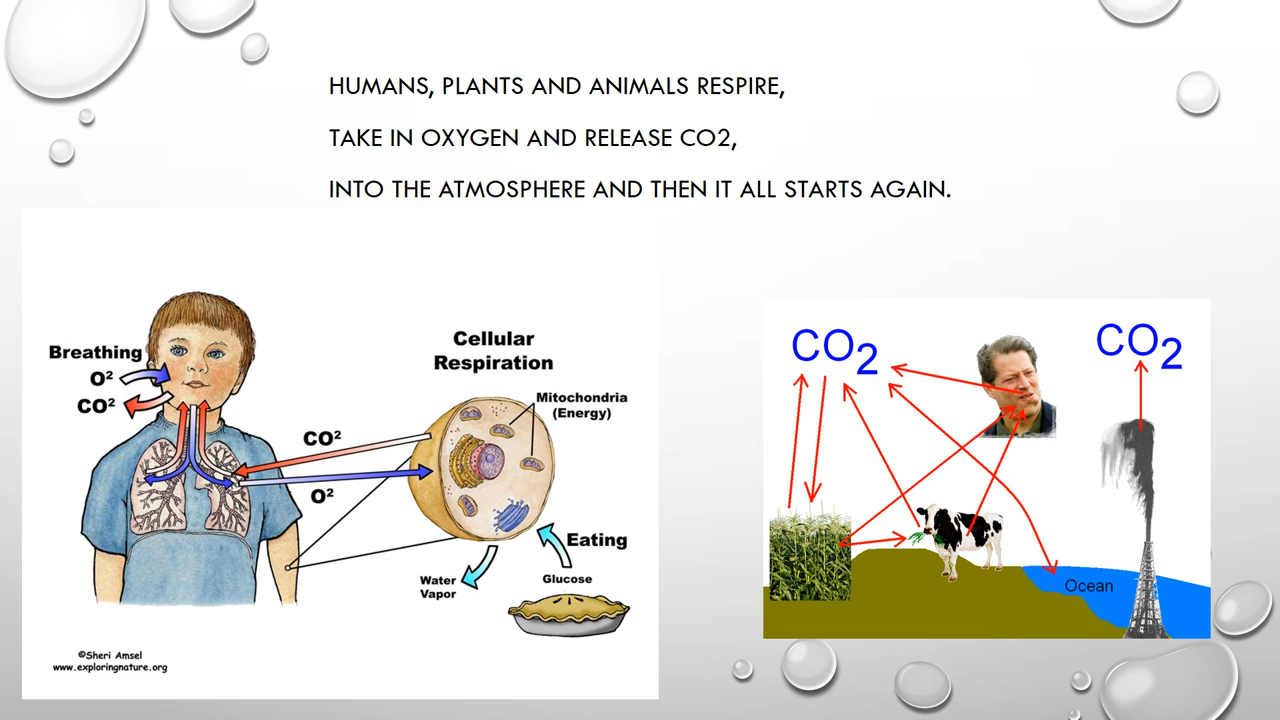 HUMANS, PLANTS AND ANIMALS RESPIRE,
TAKE IN OXYGEN AND RELEASE CO2,
INTO THE ATMOSPHERE AND THEN IT ALL STARTS AGAIN.
Breathing
O²
CO²
Cellular
Respiration
Mitochondria
(Energy)
CO²
O²
Eating
Glucose
Water
Vapor
©Sheri Amsel
www.exploringnature.org
CO₂
CO₂
Ocean